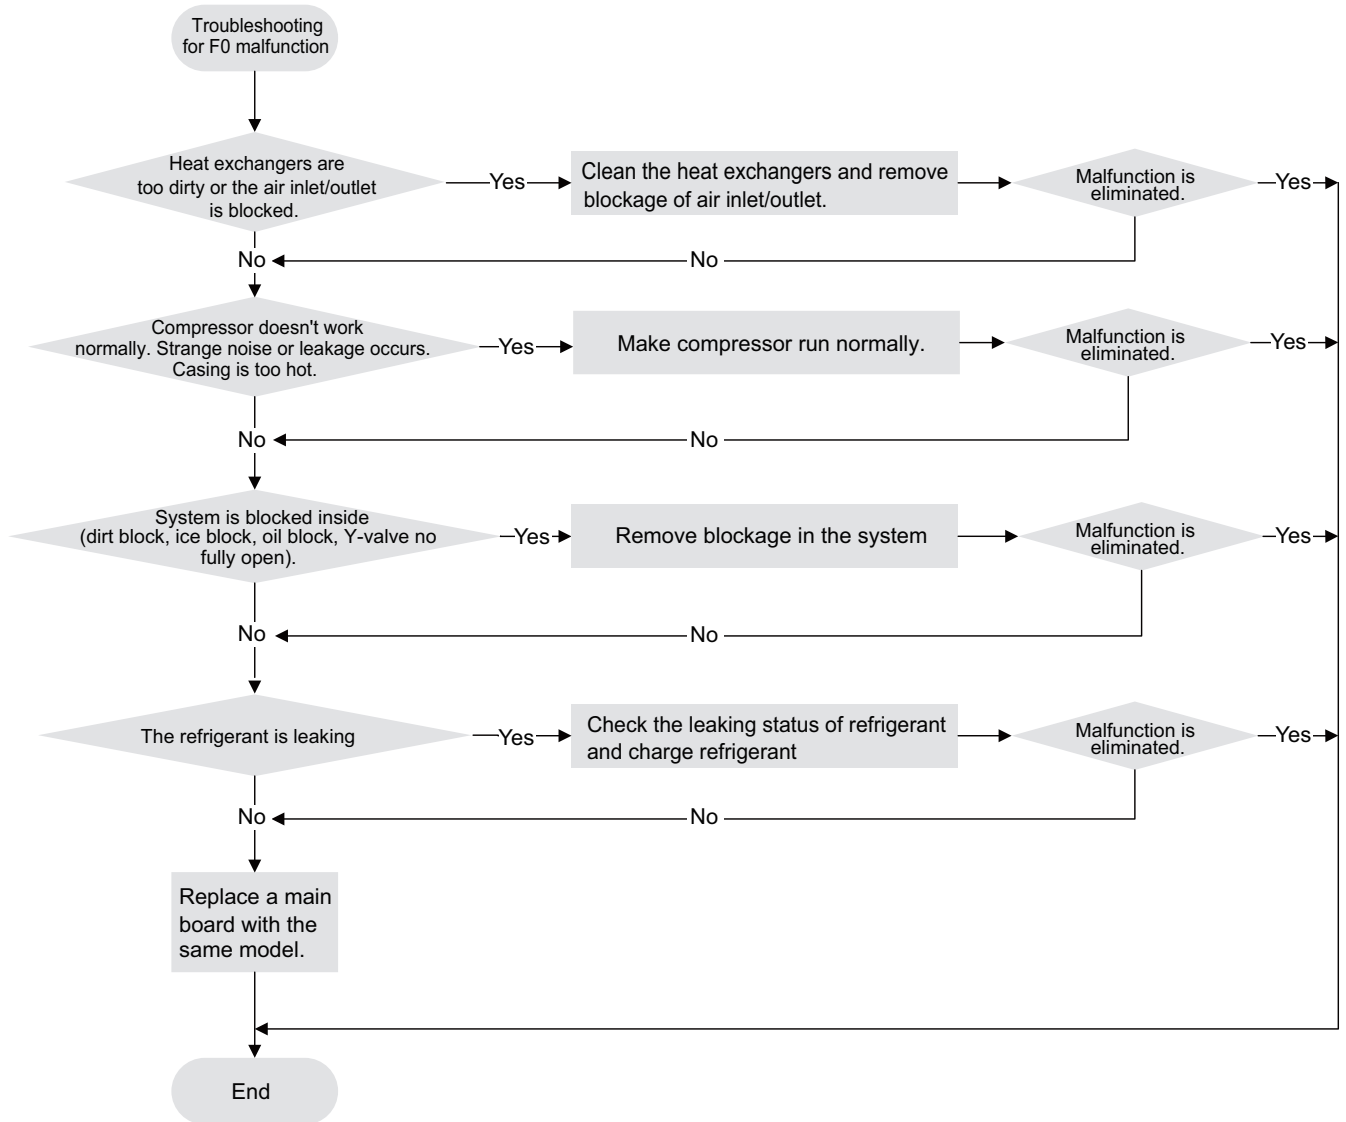 Troubleshooting
for F0 malfunction
Heat exchangers are
too dirty or the air inlet/outlet
is blocked.
Yes
Clean the heat exchangers and remove
blockage of air inlet/outlet.
Malfunction is
eliminated.
Yes
No
No
Compressor doesn't work
normally. Strange noise or leakage occurs.
Casing is too hot.
Yes
Make compressor run normally.
Malfunction is
eliminated.
Yes
No
No
System is blocked inside
(dirt block, ice block, oil block, Y-valve no
fully open).
Yes
Remove blockage in the system
Malfunction is
eliminated.
Yes
No
No
The refrigerant is leaking
Yes
Check the leaking status of refrigerant
and charge refrigerant
Malfunction is
eliminated.
Yes
No
No
Replace a main
board with the
same model.
End